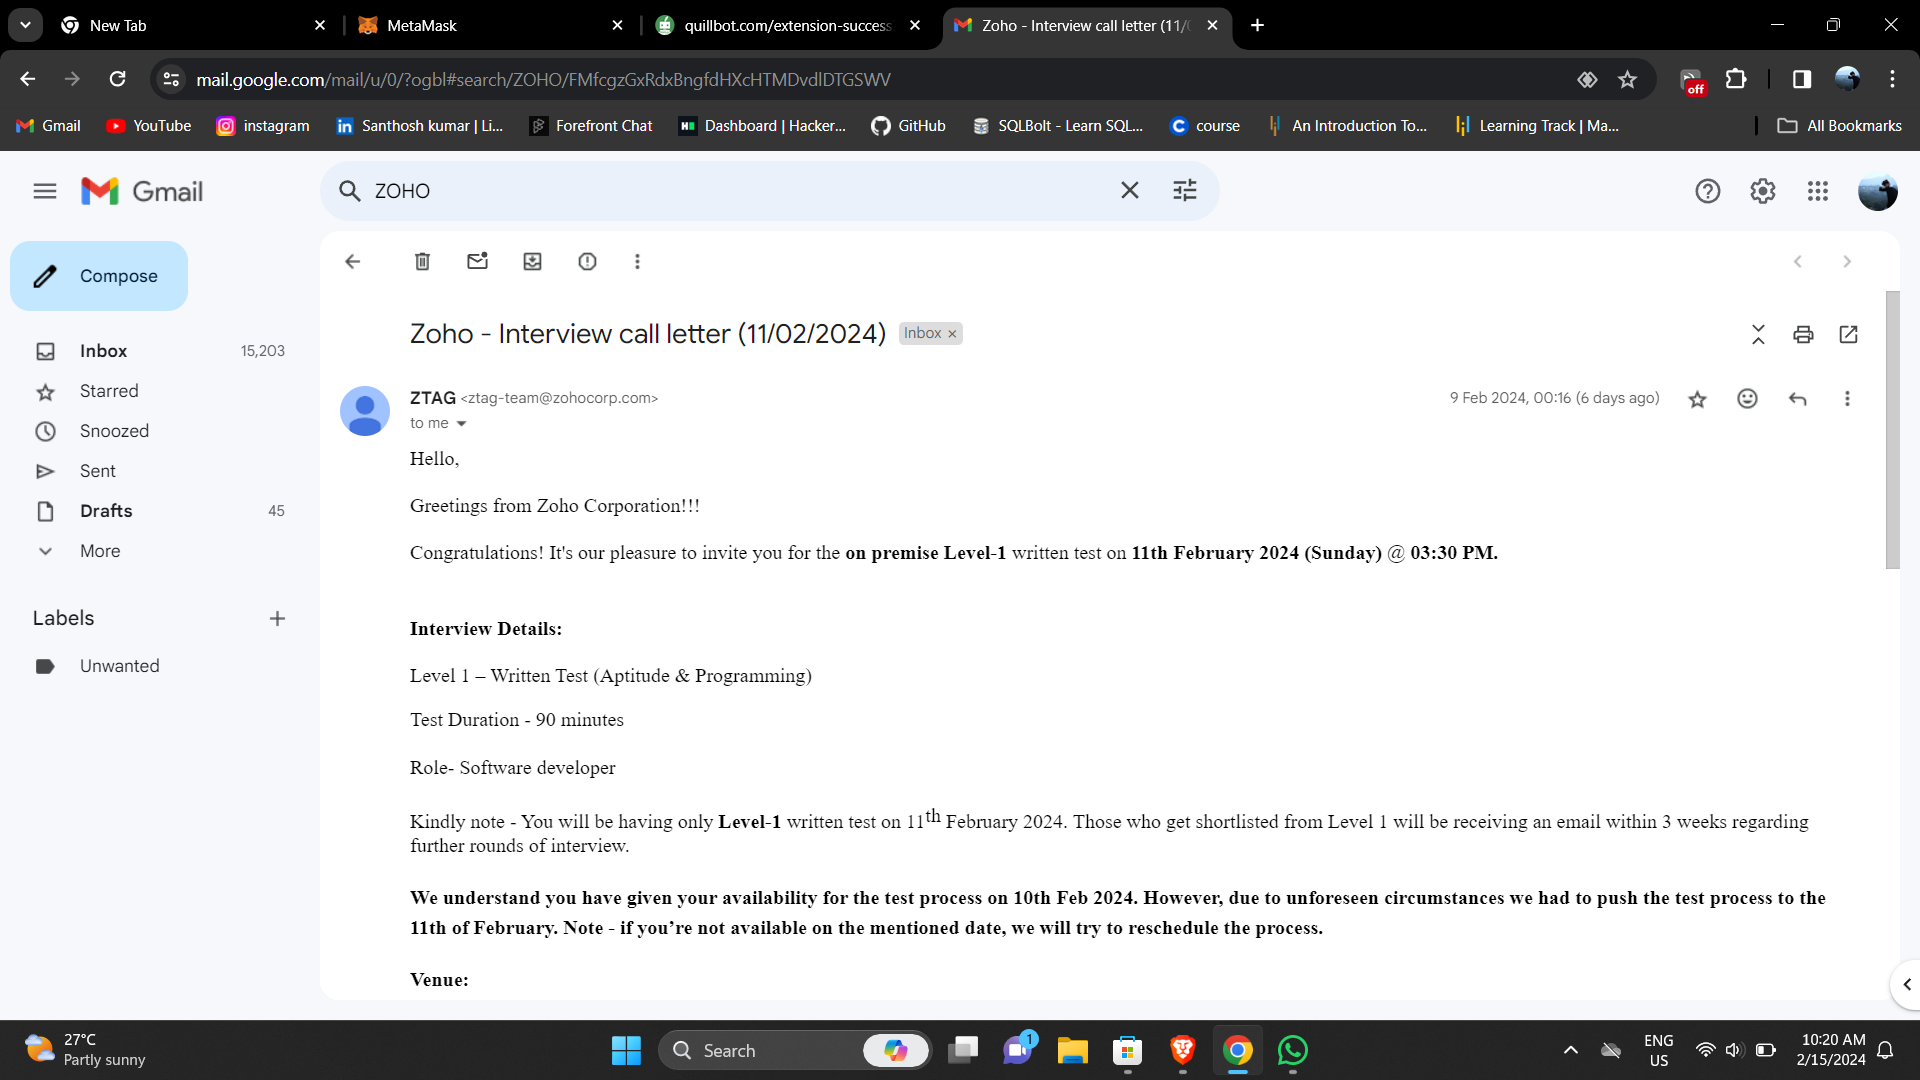 New Tab
MetaMask
quillbot.com/extension-success
Zoho - Interview call letter (11/
mail.google.com/mail/u/0/?ogbl#search/ZOHO/FMfcgzGxRdxBngfdHXcHTMDvdlDTGSWV
off
Gmail
YouTube
instagram
Santhosh kumar | Li...
Forefront Chat
Dashboard | Hacker...
GitHub
SQLBolt - Learn SQL...
course
An Introduction To...
Learning Track | Ma...
All Bookmarks
Gmail
ZOHO
Compose
Inbox 15,203
Starred
Snoozed
Sent
Drafts 45
More
Labels
Unwanted
Zoho - Interview call letter (11/02/2024) Inbox
ZTAG <ztag-team@zohocorp.com> 9 Feb 2024, 00:16 (6 days ago)
to me
Hello,
Greetings from Zoho Corporation!!!
Congratulations! It's our pleasure to invite you for the on premise Level-1 written test on 11th February 2024 (Sunday) @ 03:30 PM.
Interview Details:
Level 1 – Written Test (Aptitude & Programming)
Test Duration - 90 minutes
Role- Software developer
Kindly note - You will be having only Level-1 written test on 11th February 2024. Those who get shortlisted from Level 1 will be receiving an email within 3 weeks regarding
further rounds of interview.
We understand you have given your availability for the test process on 10th Feb 2024. However, due to unforeseen circumstances we had to push the test process to the
11th of February. Note - if you’re not available on the mentioned date, we will try to reschedule the process.
Venue:
27°C
Partly sunny
Search
1
ENG
US
10:20 AM
2/15/2024